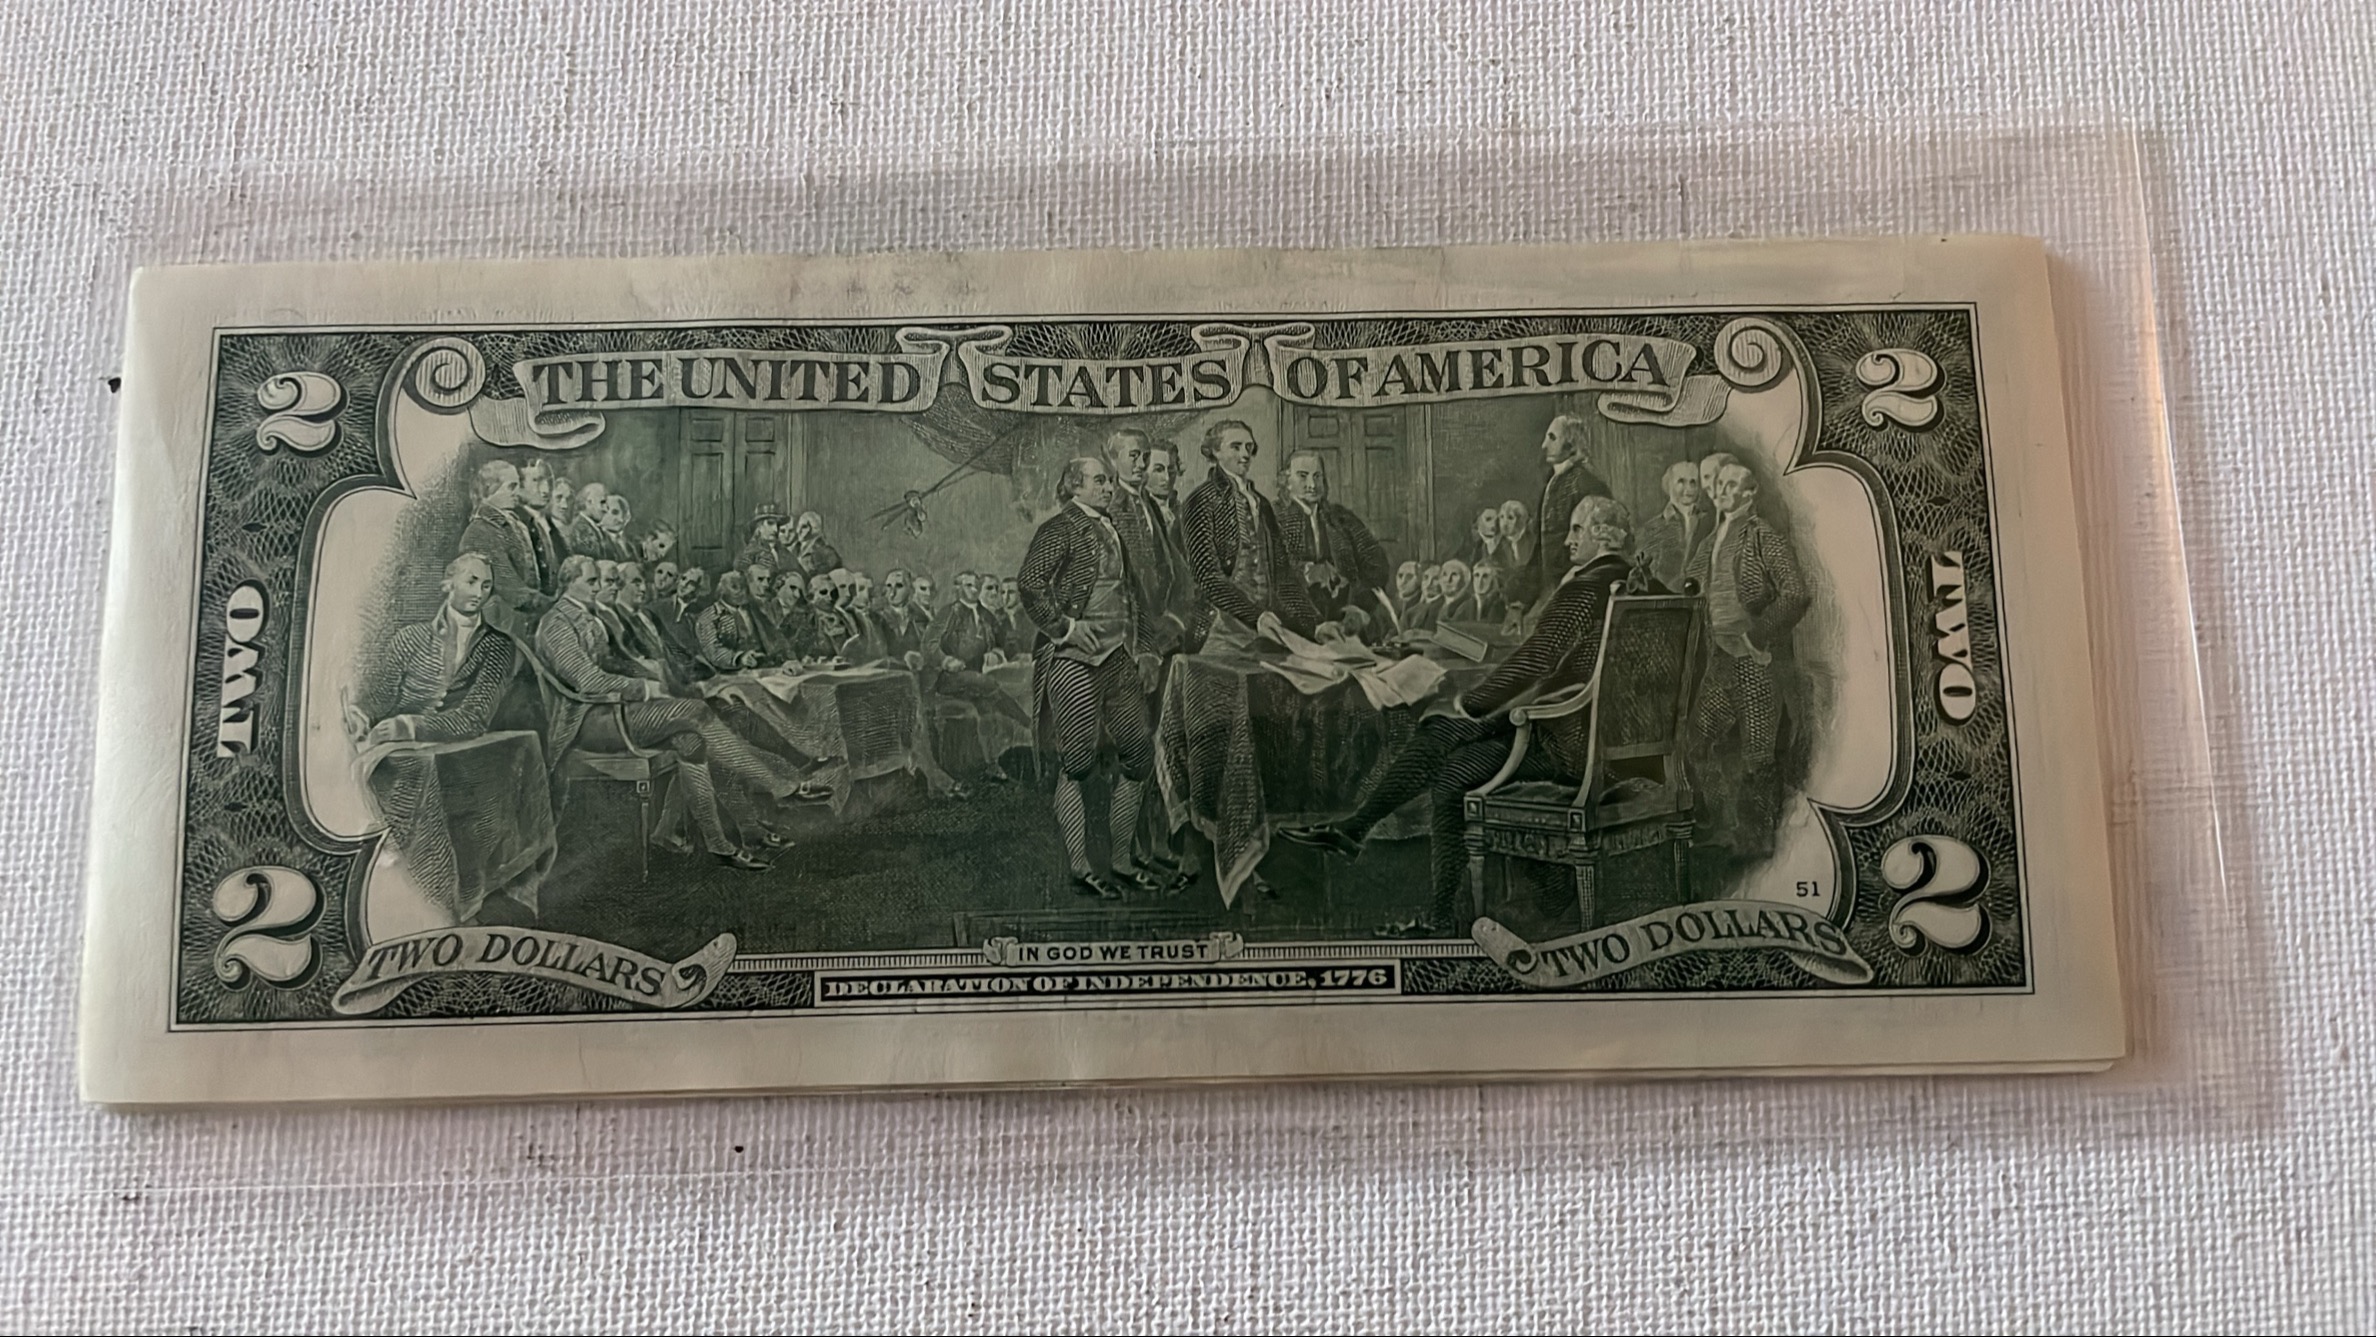 THE UNITED STATES OF AMERICA
2 2
TWO TWO
51
2 2
TWO DOLLARS TWO DOLLARS
IN GOD WE TRUST
DECLARATION OF INDEPENDENCE, 1776